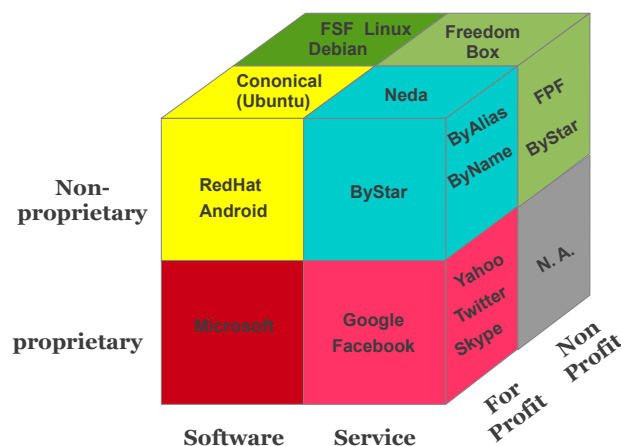 FSF Linux
Debian
Freedom
Box
Cononical
(Ubuntu)
Neda
ByAlias
ByName
FPF
ByStar
Non-
proprietary
RedHat
Android
ByStar
Yahoo
Twitter
Skype
N. A.
proprietary
Microsoft
Google
Facebook
For
Profit
Non
Profit
Software
Service